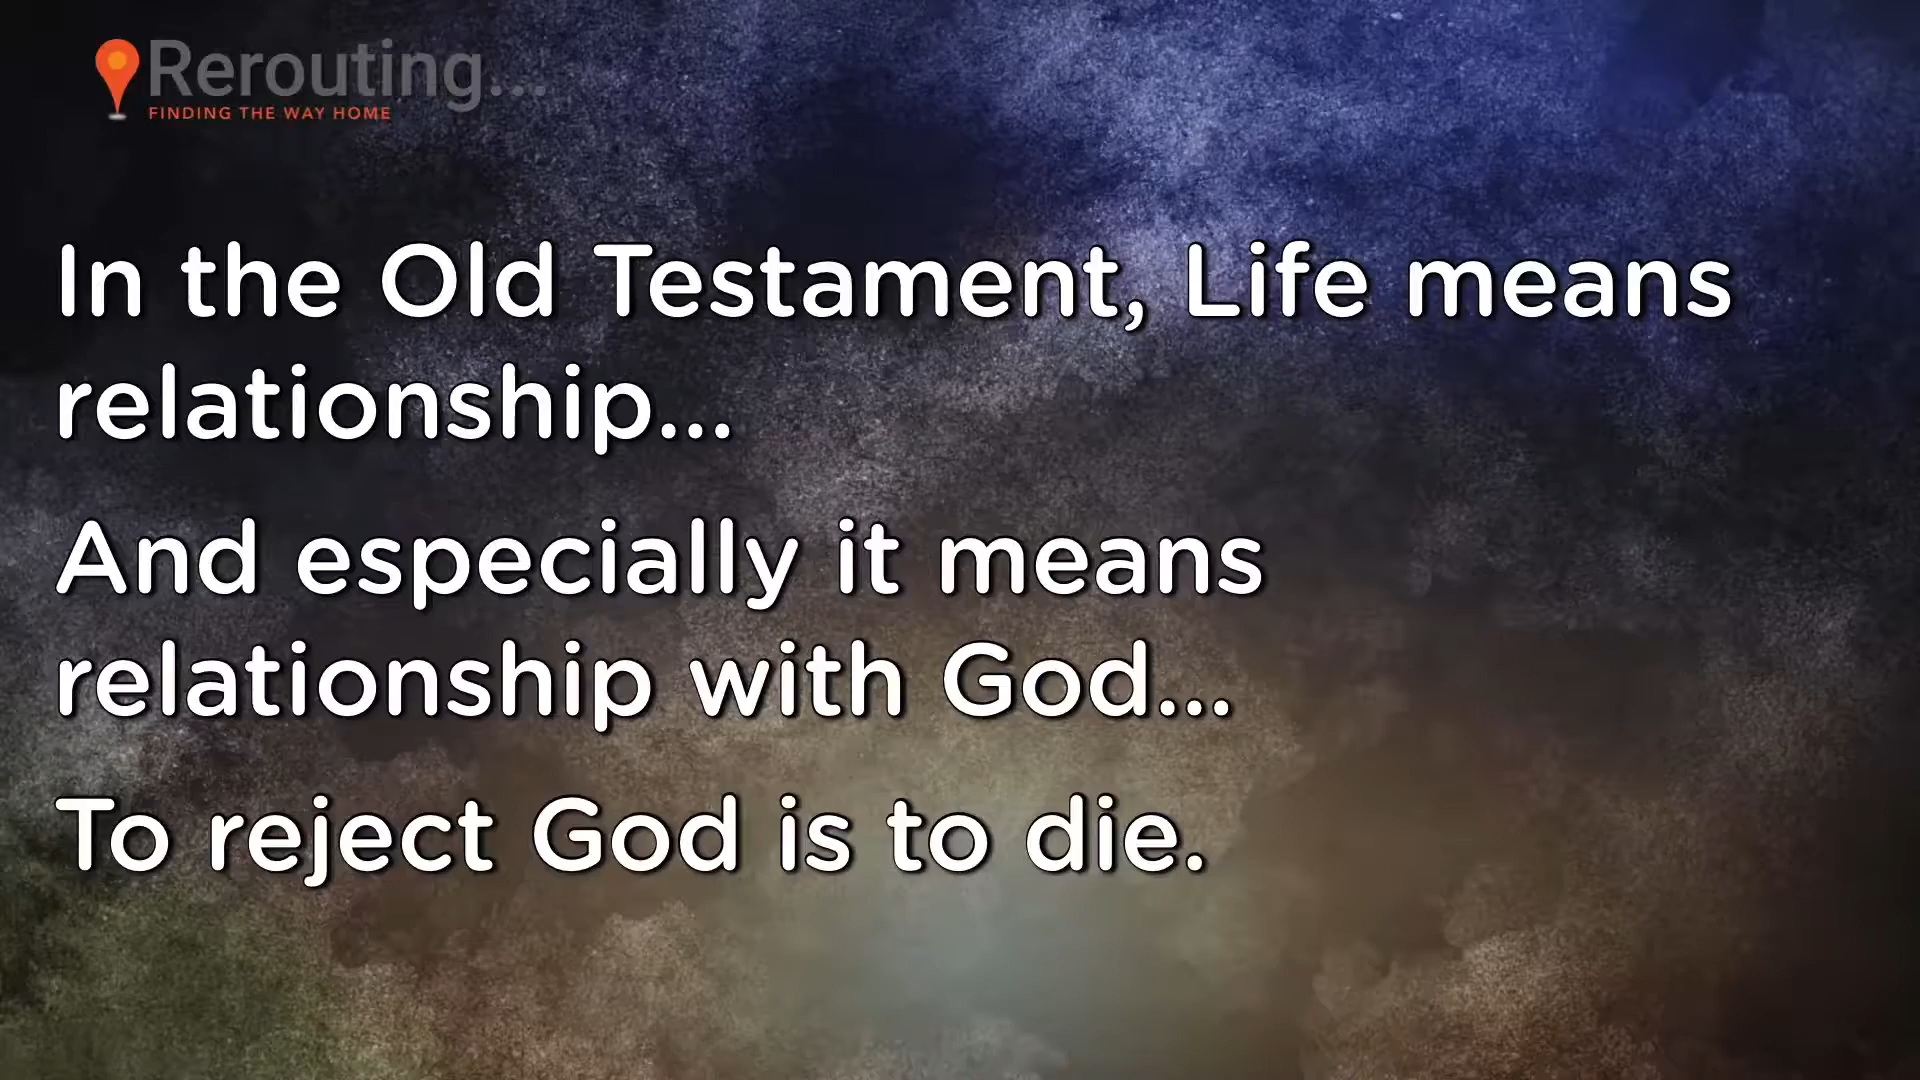 Rerouting...
FINDING THE WAY HOME
In the Old Testament, Life means
relationship...
And especially it means
relationship with God...
To reject God is to die.